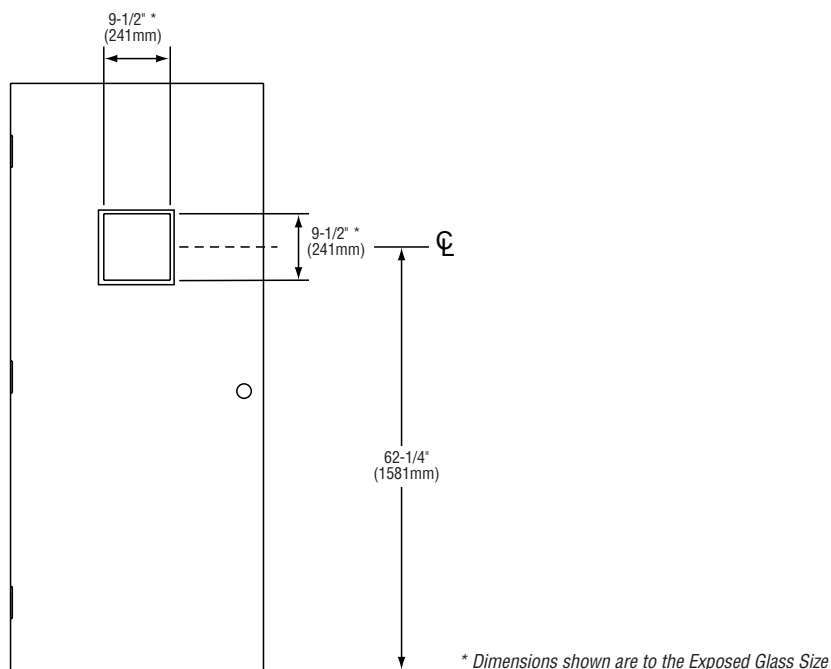 9-1/2" *
(241mm)
9-1/2" *
(241mm)
℄
62-1/4"
(1581mm)
* Dimensions shown are to the Exposed Glass Size